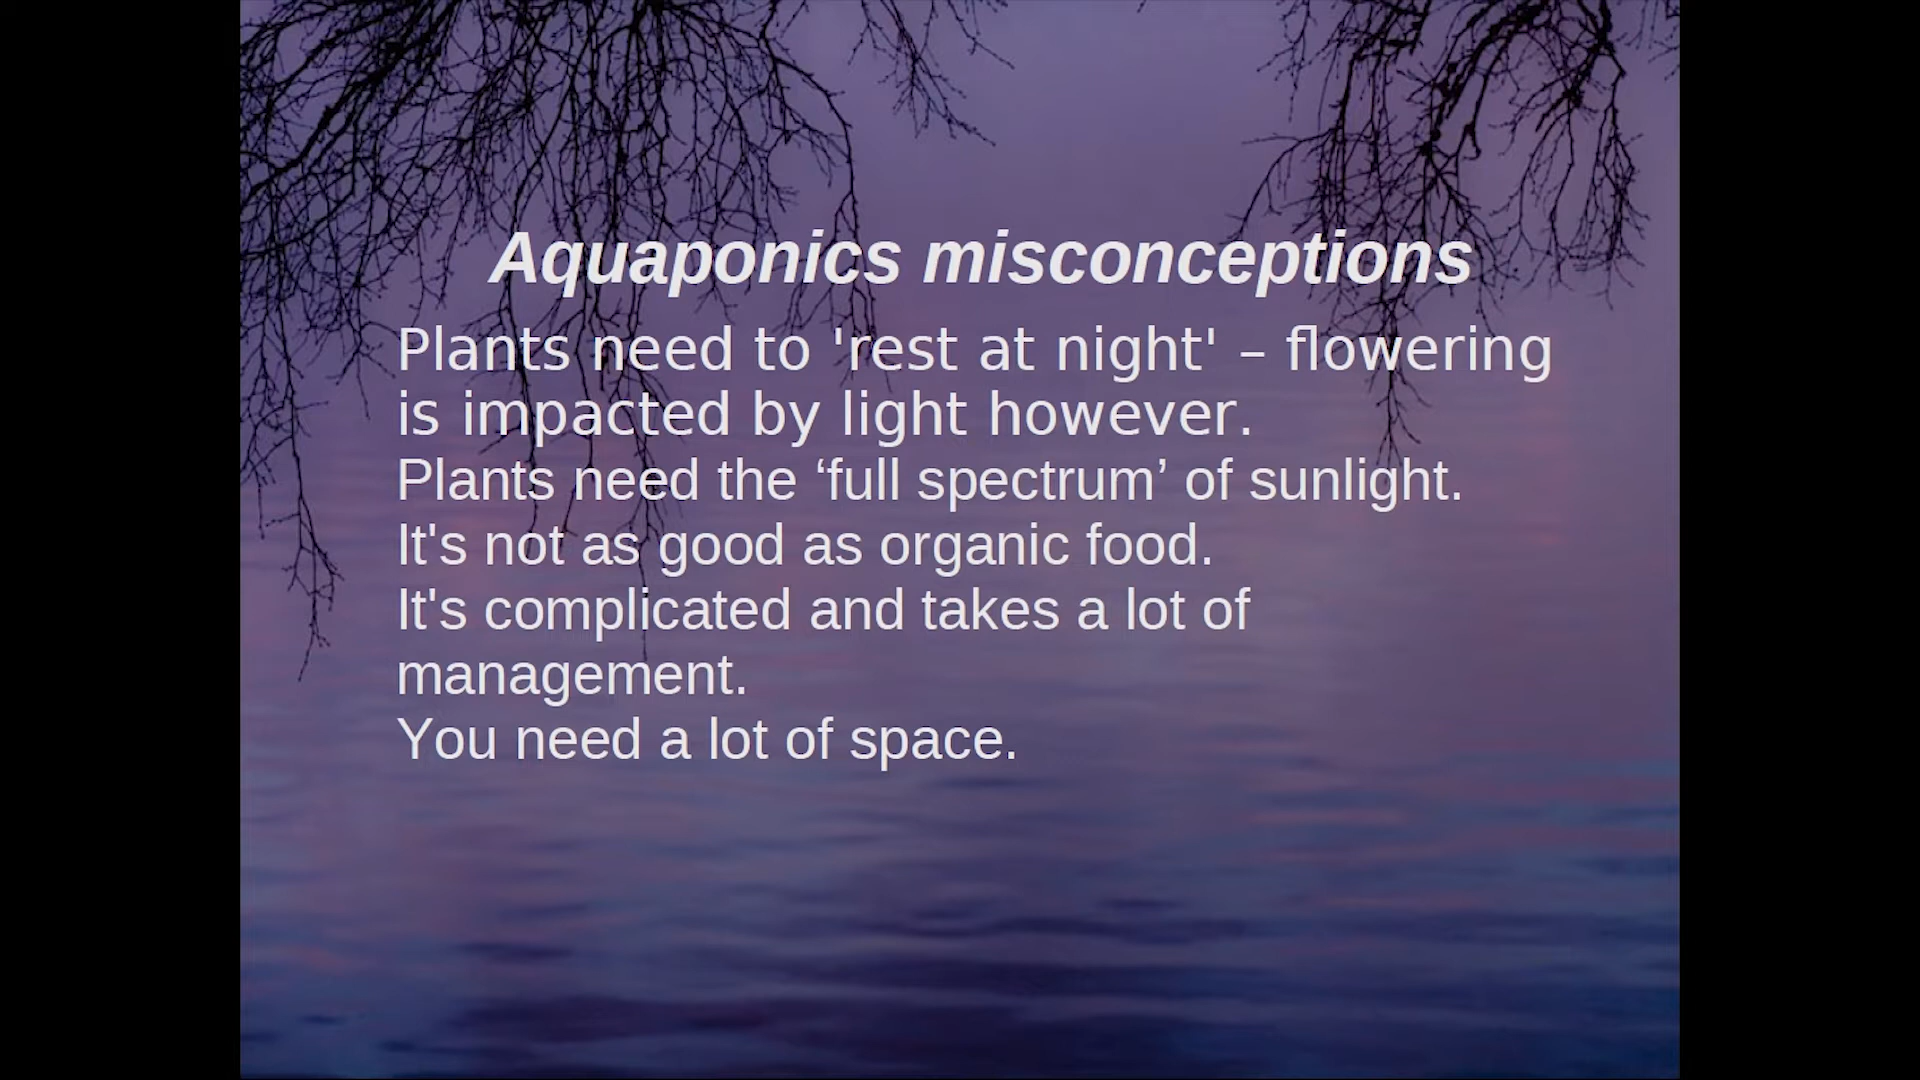 Aquaponics misconceptions
Plants need to 'rest at night' – flowering
is impacted by light however.
Plants need the ‘full spectrum’ of sunlight.
It's not as good as organic food.
It's complicated and takes a lot of
management.
You need a lot of space.